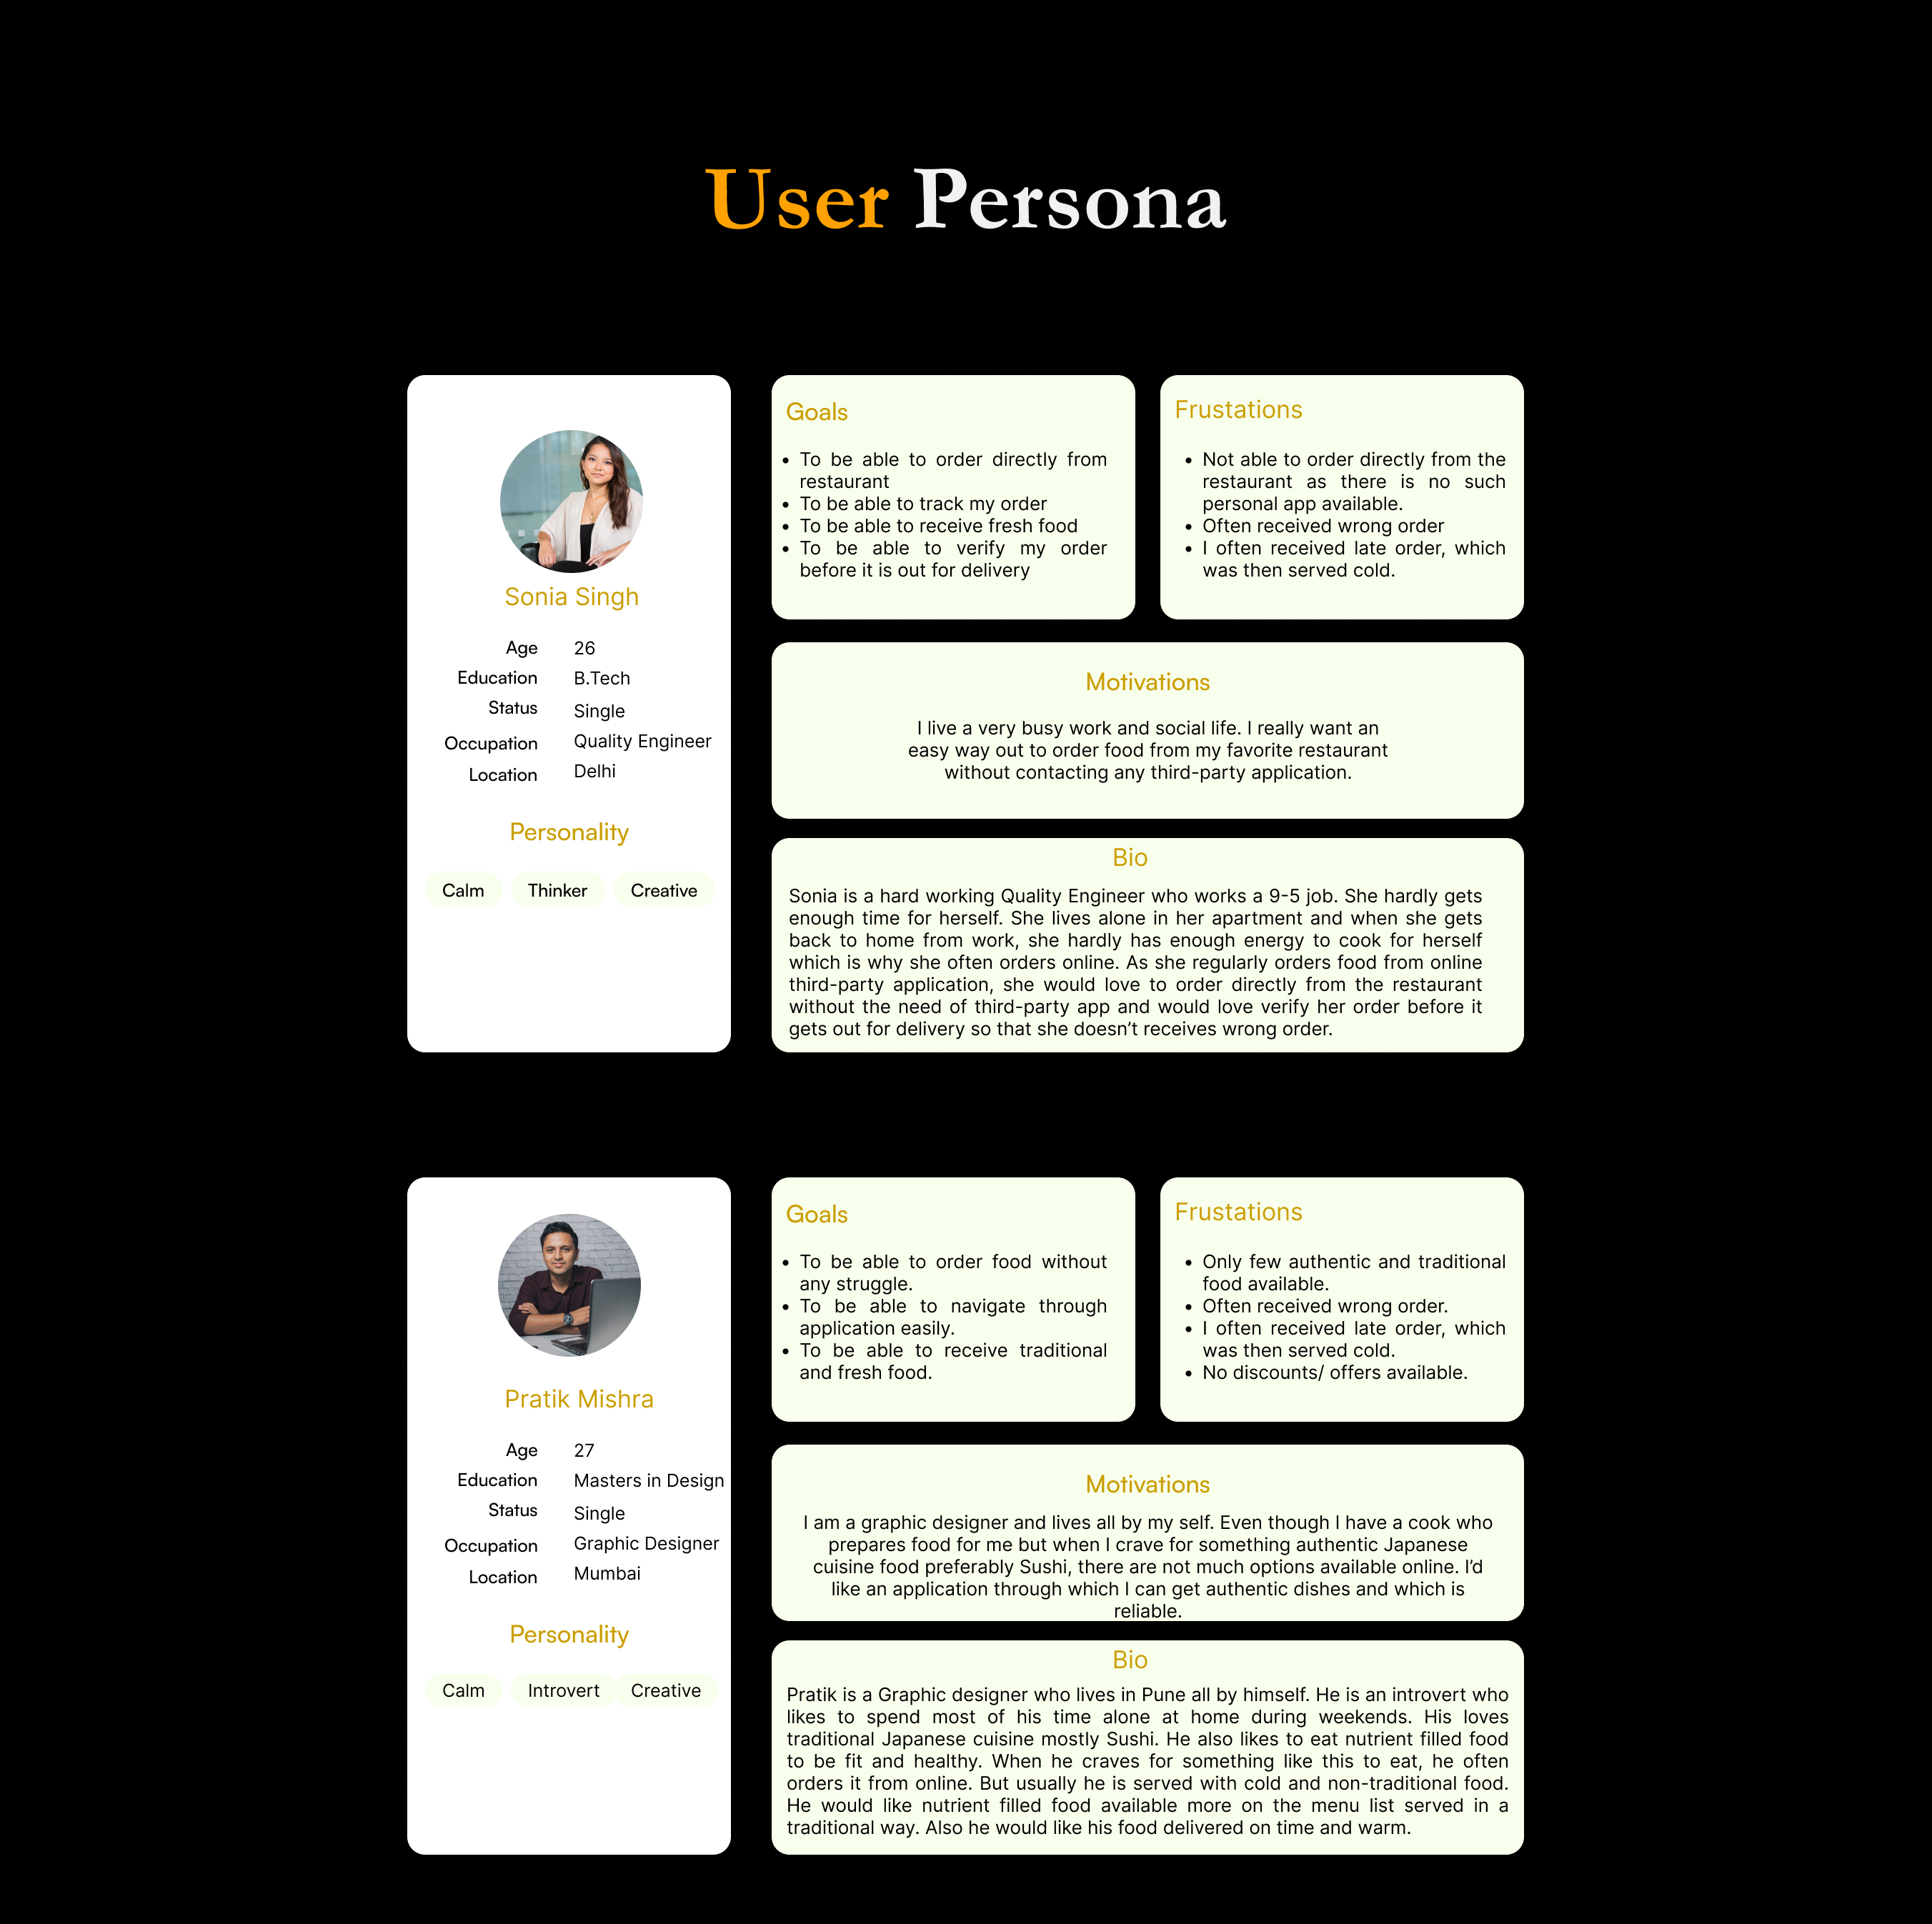 User Persona
Sonia Singh
Age 26
Education B.Tech
Status Single
Occupation Quality Engineer
Location Delhi
Personality
Calm Thinker Creative
Goals
• To be able to order directly from
restaurant
• To be able to track my order
• To be able to receive fresh food
• To be able to verify my order
before it is out for delivery
Frustations
• Not able to order directly from the
restaurant as there is no such
personal app available.
• Often received wrong order
• I often received late order, which
was then served cold.
Motivations
I live a very busy work and social life. I really want an
easy way out to order food from my favorite restaurant
without contacting any third-party application.
Bio
Sonia is a hard working Quality Engineer who works a 9-5 job. She hardly gets
enough time for herself. She lives alone in her apartment and when she gets
back to home from work, she hardly has enough energy to cook for herself
which is why she often orders online. As she regularly orders food from online
third-party application, she would love to order directly from the restaurant
without the need of third-party app and would love verify her order before it
gets out for delivery so that she doesn’t receives wrong order.
Pratik Mishra
Age 27
Education Masters in Design
Status Single
Occupation Graphic Designer
Location Mumbai
Personality
Calm Introvert Creative
Goals
• To be able to order food without
any struggle.
• To be able to navigate through
application easily.
• To be able to receive traditional
and fresh food.
Frustations
• Only few authentic and traditional
food available.
• Often received wrong order.
• I often received late order, which
was then served cold.
• No discounts/ offers available.
Motivations
I am a graphic designer and lives all by my self. Even though I have a cook who
prepares food for me but when I crave for something authentic Japanese
cuisine food preferably Sushi, there are not much options available online. I’d
like an application through which I can get authentic dishes and which is
reliable.
Bio
Pratik is a Graphic designer who lives in Pune all by himself. He is an introvert who
likes to spend most of his time alone at home during weekends. His loves
traditional Japanese cuisine mostly Sushi. He also likes to eat nutrient filled food
to be fit and healthy. When he craves for something like this to eat, he often
orders it from online. But usually he is served with cold and non-traditional food.
He would like nutrient filled food available more on the menu list served in a
traditional way. Also he would like his food delivered on time and warm.